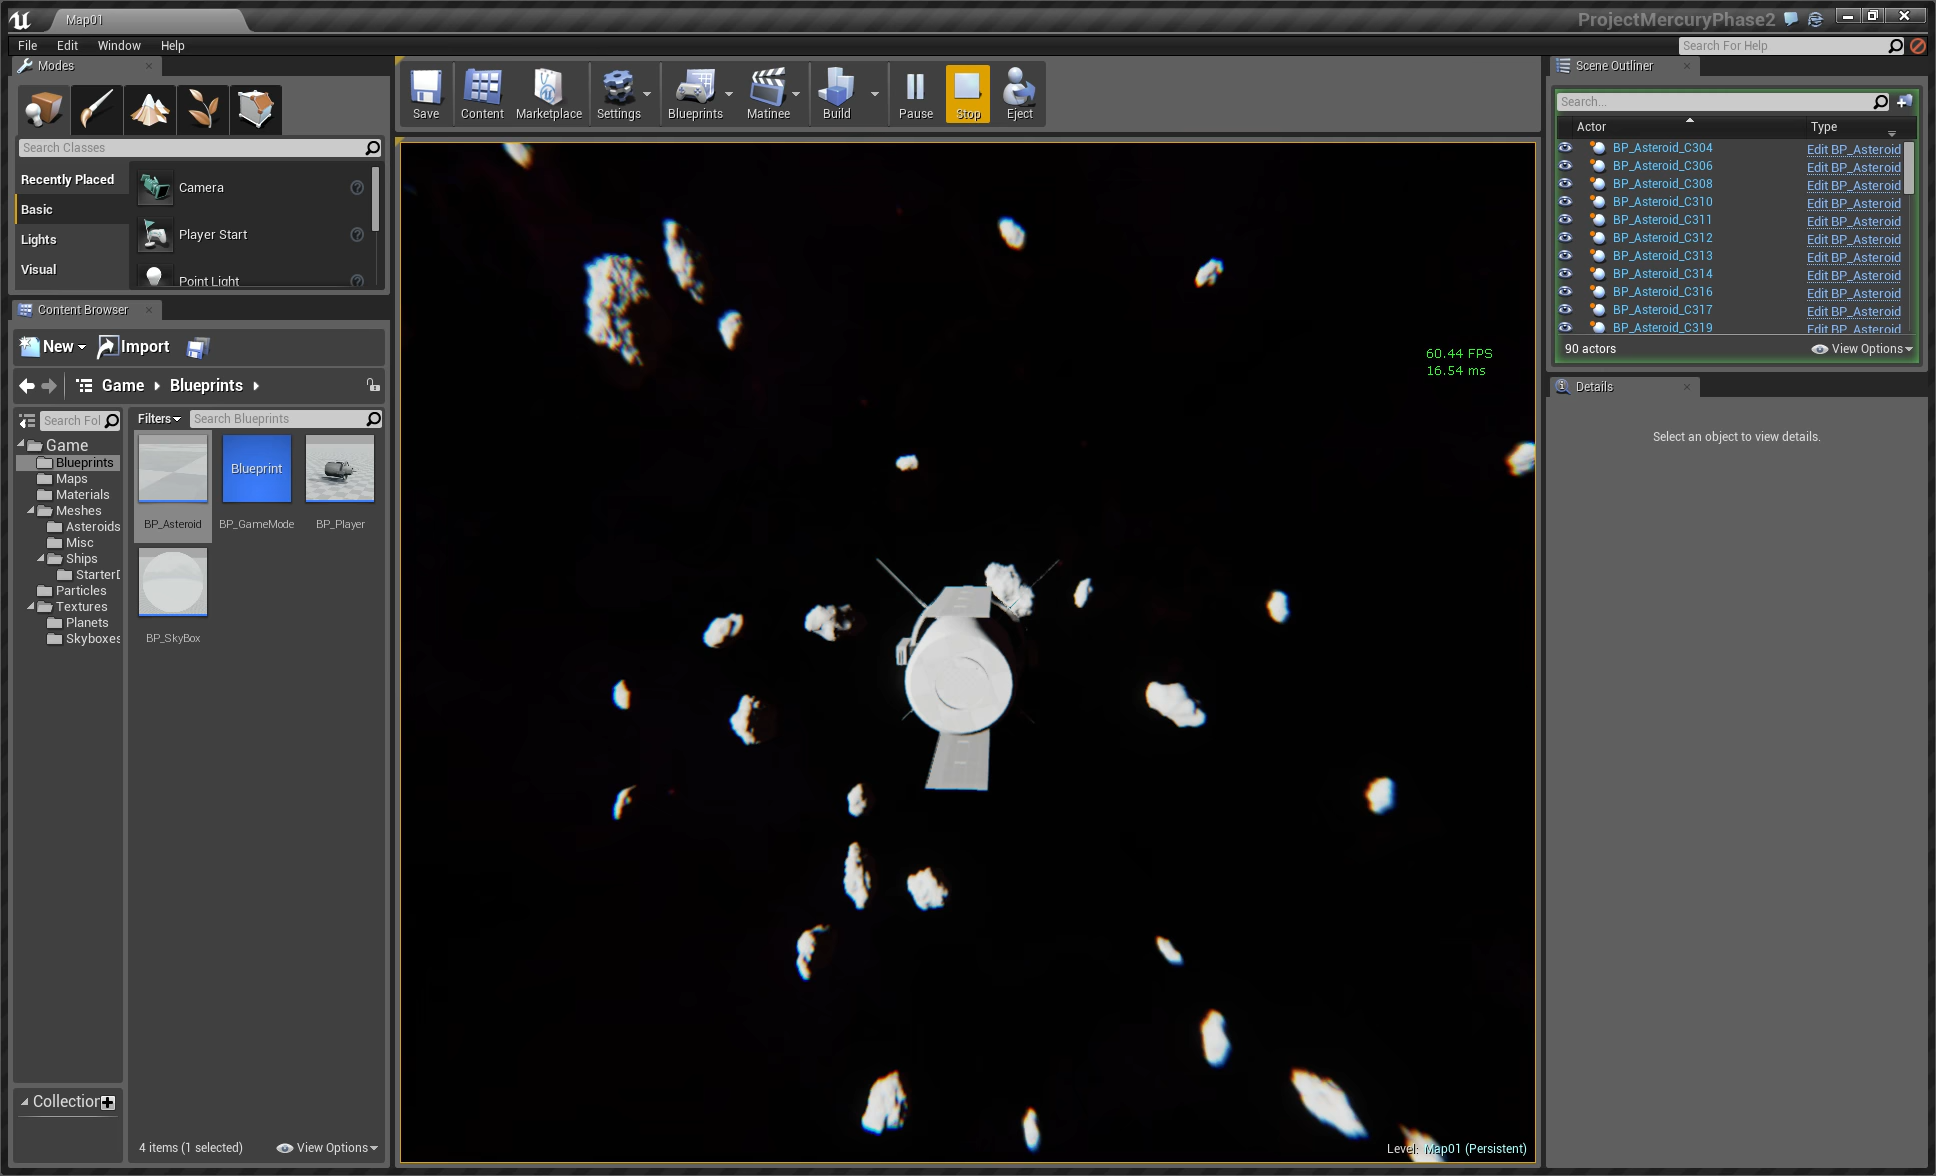 Map01
ProjectMercuryPhase2
File Edit Window Help
Search For Help
Modes
Search Classes
Recently Placed
Basic
Lights
Visual
Camera
Player Start
Point Light
Content Browser
New
Import
Game Blueprints
Search Fol
Filters
Search Blueprints
Game
Blueprints
Maps
Materials
Meshes
Asteroids
Misc
Ships
Starter
Particles
Textures
Planets
Skyboxes
Blueprint
BP_Asteroid
BP_GameMode
BP_Player
BP_SkyBox
Collection
4 items (1 selected)
View Options
Save
Content
Marketplace
Settings
Blueprints
Matinee
Build
Pause
Stop
Eject
60.44 FPS
16.54 ms
Level: Map01 (Persistent)
Scene Outliner
Search...
Actor Type
BP_Asteroid_C304 Edit BP_Asteroid
BP_Asteroid_C306 Edit BP_Asteroid
BP_Asteroid_C308 Edit BP_Asteroid
BP_Asteroid_C310 Edit BP_Asteroid
BP_Asteroid_C311 Edit BP_Asteroid
BP_Asteroid_C312 Edit BP_Asteroid
BP_Asteroid_C313 Edit BP_Asteroid
BP_Asteroid_C314 Edit BP_Asteroid
BP_Asteroid_C316 Edit BP_Asteroid
BP_Asteroid_C317 Edit BP_Asteroid
BP_Asteroid_C319 Edit BP_Asteroid
90 actors
View Options
Details
Select an object to view details.